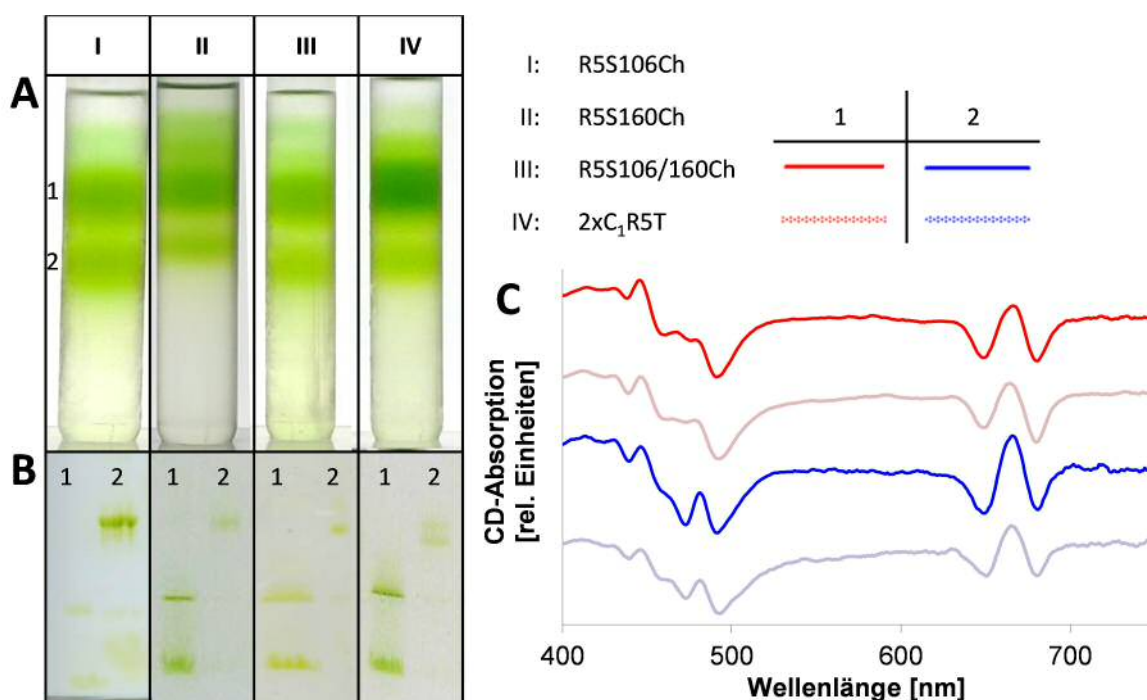 I II III IV
A
1
2
B
1 2 1 2 1 2 1 2
I: R5S106Ch
II: R5S160Ch
III: R5S106/160Ch
IV: 2xC₁R5T
1 2
C
CD-Absorption
[rel. Einheiten]
400 500 600 700
Wellenlänge [nm]